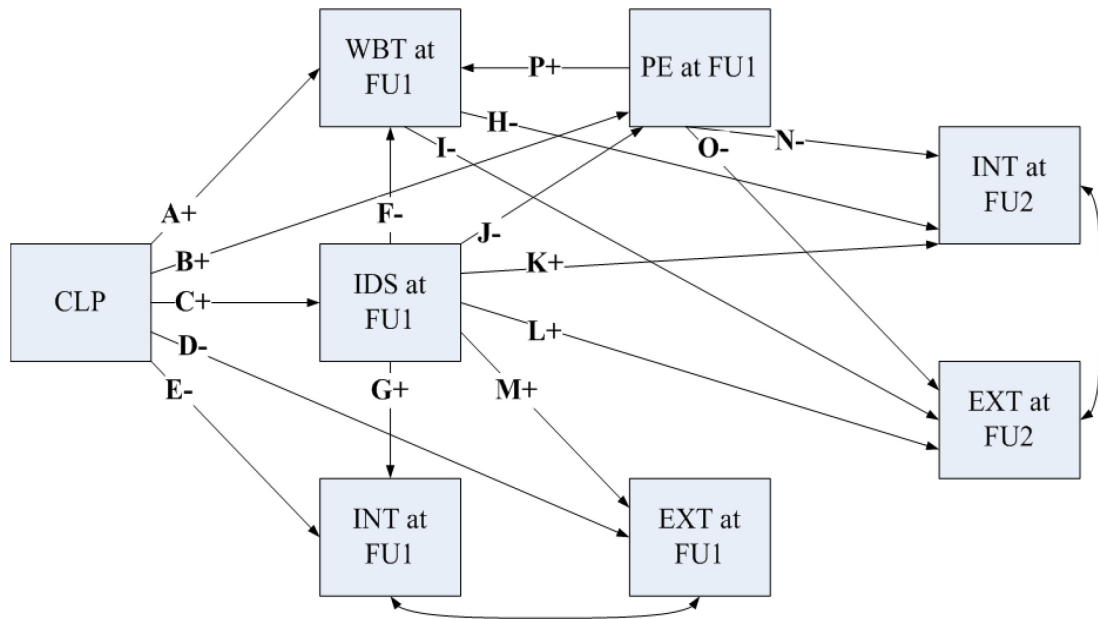 WBT at
FU1
P+
PE at FU1
H-
I-
O-
N-
INT at
FU2
A+
F-
J-
B+
K+
CLP
C+
IDS at
FU1
L+
D-
E-
G+
M+
EXT at
FU2
INT at
FU1
EXT at
FU1